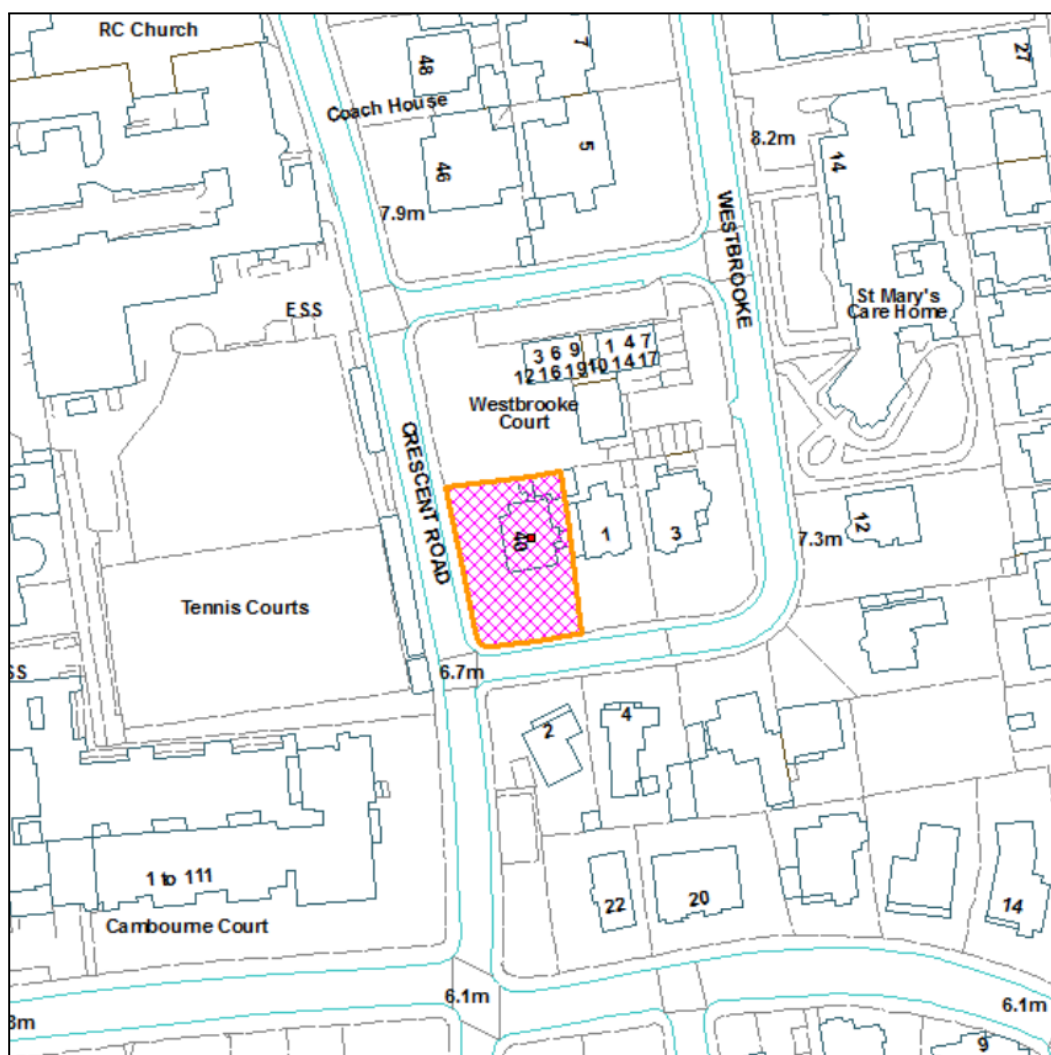 RC Church
48
7
27
Coach House
46
5
8.2m
14
7.9m
WESTBROOKE
St Mary's
Care Home
ESS
3 6 9
1 4 7
12 16 19
10 14 17
Westbrooke
Court
CRESCENT ROAD
40
1
3
12
7.3m
Tennis Courts
SS
6.7m
2
4
1 to 111
22
20
14
Cambourne Court
6.1m
6.1m
3m
9